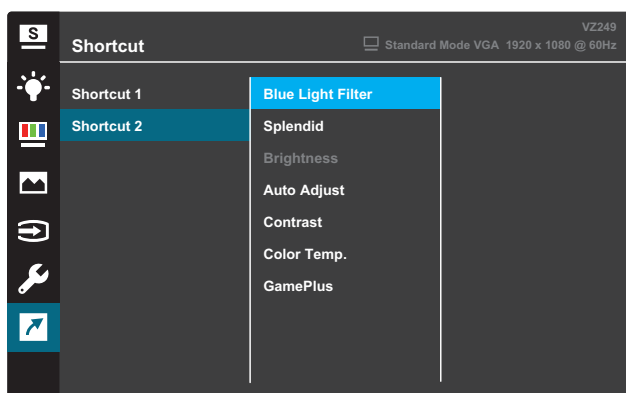 S
VZ249
Shortcut
Standard Mode VGA 1920 x 1080 @ 60Hz
Shortcut 1
Shortcut 2
Blue Light Filter
Splendid
Brightness
Auto Adjust
Contrast
Color Temp.
GamePlus